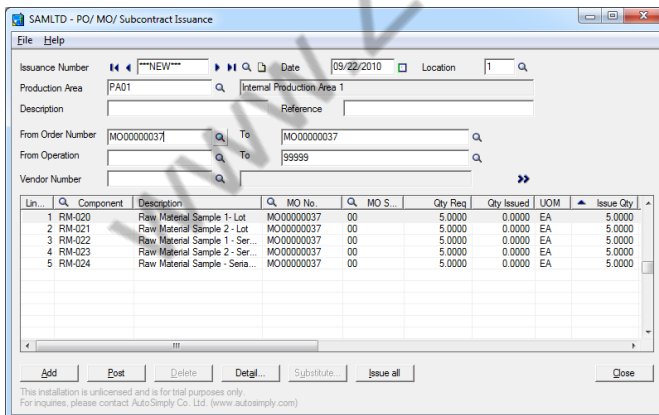 SAMLTD - PO/ MO/ Subcontract Issuance
File Help
Issuance Number ***NEW*** Date 09/22/2010 Location 1
Production Area PA01 Internal Production Area 1
Description Reference
From Order Number MO00000037 To MO00000037
From Operation To 99999
Vendor Number
Lin... Component Description MO No. MO S... Qty Req Qty Issued UOM Issue Qty
1 RM-020 Raw Material Sample 1- Lot MO00000037 00 5.0000 0.0000 EA 5.0000
2 RM-021 Raw Material Sample 2 - Lot MO00000037 00 5.0000 0.0000 EA 5.0000
3 RM-022 Raw Material Sample 1 - Ser... MO00000037 00 5.0000 0.0000 EA 5.0000
4 RM-023 Raw Material Sample 2 - Ser... MO00000037 00 5.0000 0.0000 EA 5.0000
5 RM-024 Raw Material Sample - Seria... MO00000037 00 5.0000 0.0000 EA 5.0000
Add Post Delete Detail... Substitute... Issue all Close
This installation is unlicensed and is for trial purposes only.
For inquiries, please contact AutoSimply Co. Ltd. (www.autosimply.com)
www.z